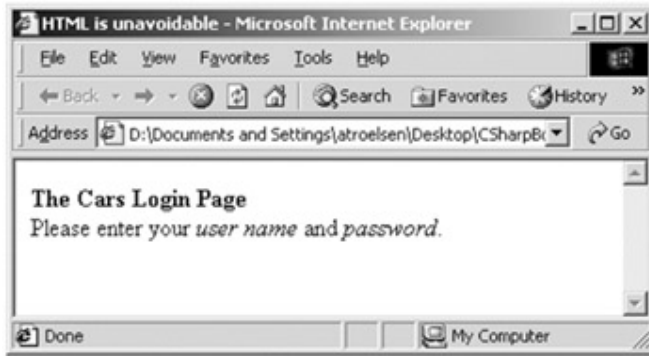 HTML is unavoidable - Microsoft Internet Explorer
File Edit View Favorites Tools Help
Back Search Favorites History »
Address D:\Documents and Settings\atroelsen\Desktop\CSharpBo Go
The Cars Login Page
Please enter your user name and password.
Done My Computer